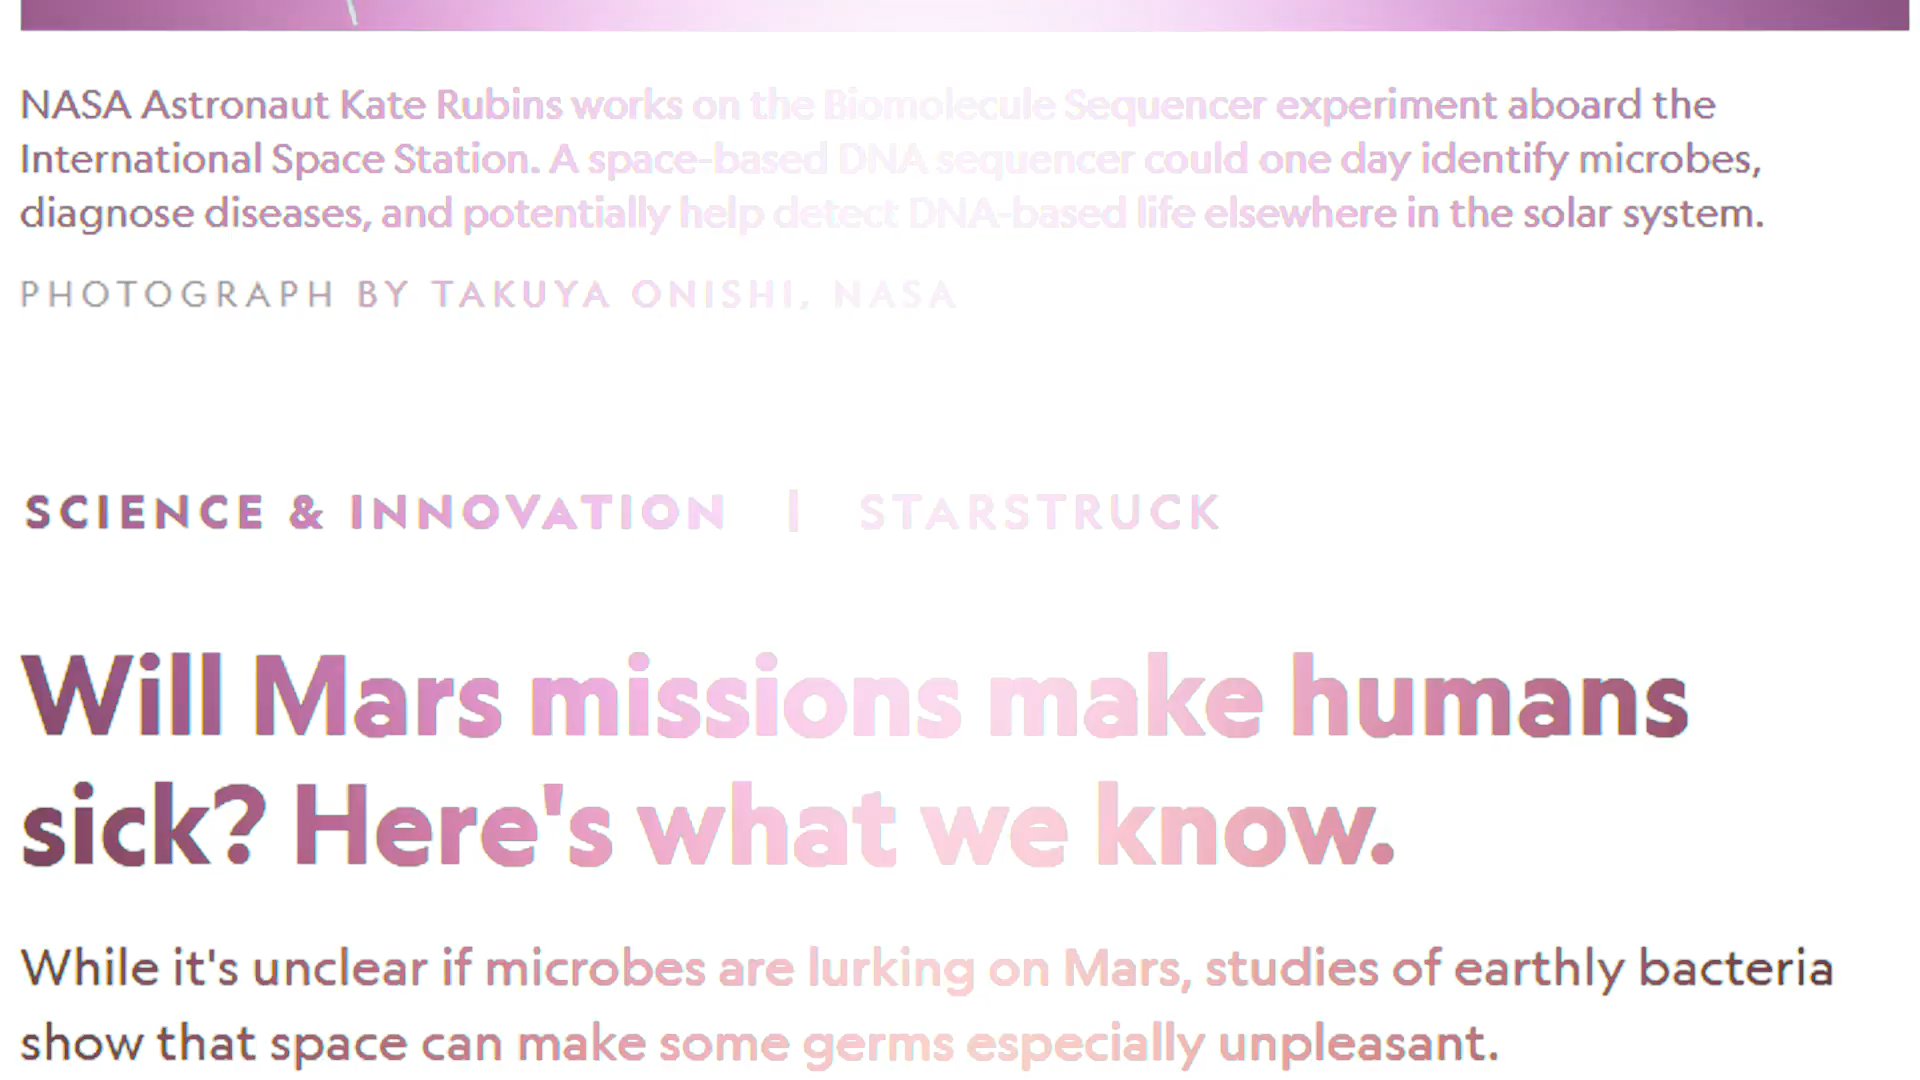 NASA Astronaut Kate Rubins works on the Biomolecule Sequencer experiment aboard the
International Space Station. A space-based DNA sequencer could one day identify microbes,
diagnose diseases, and potentially help detect DNA-based life elsewhere in the solar system.
PHOTOGRAPH BY TAKUYA ONISHI, NASA
SCIENCE & INNOVATION | STARSTRUCK
Will Mars missions make humans
sick? Here's what we know.
While it's unclear if microbes are lurking on Mars, studies of earthly bacteria
show that space can make some germs especially unpleasant.